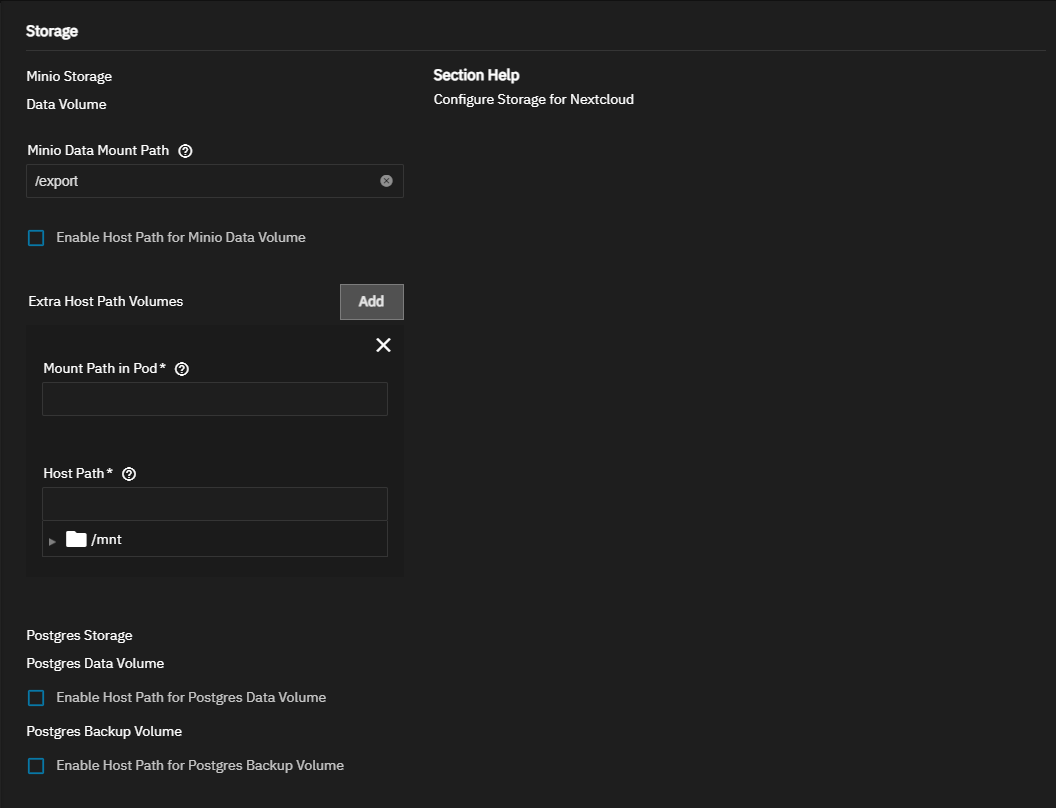 Storage
Minio Storage
Data Volume
Minio Data Mount Path
/export
Enable Host Path for Minio Data Volume
Extra Host Path Volumes
Add
Mount Path in Pod*
Host Path*
/mnt
Postgres Storage
Postgres Data Volume
Enable Host Path for Postgres Data Volume
Postgres Backup Volume
Enable Host Path for Postgres Backup Volume
Section Help
Configure Storage for Nextcloud